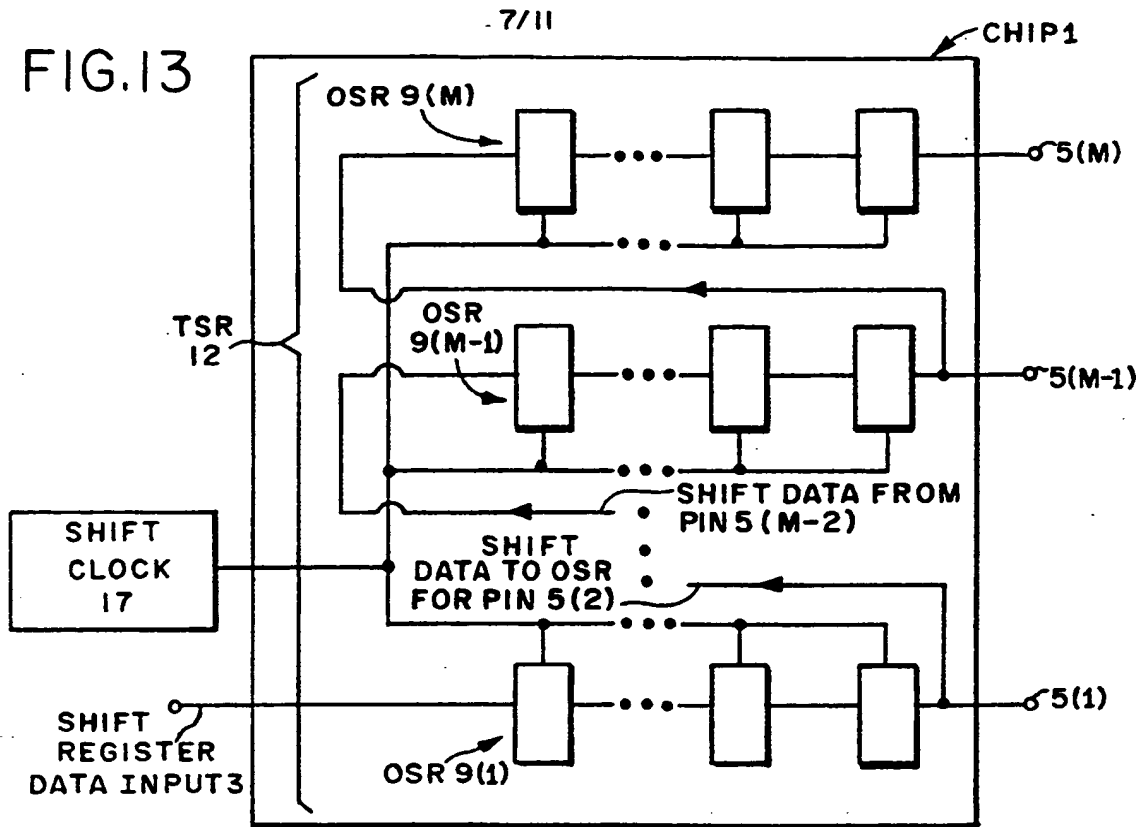 7/11
FIG.13
CHIP1
OSR 9(M)
5(M)
TSR
12
OSR
9(M-1)
5(M-1)
SHIFT DATA FROM
PIN 5(M-2)
SHIFT
CLOCK
17
SHIFT
DATA TO OSR
FOR PIN 5(2)
5(1)
SHIFT
REGISTER
DATA INPUT3
OSR 9(1)